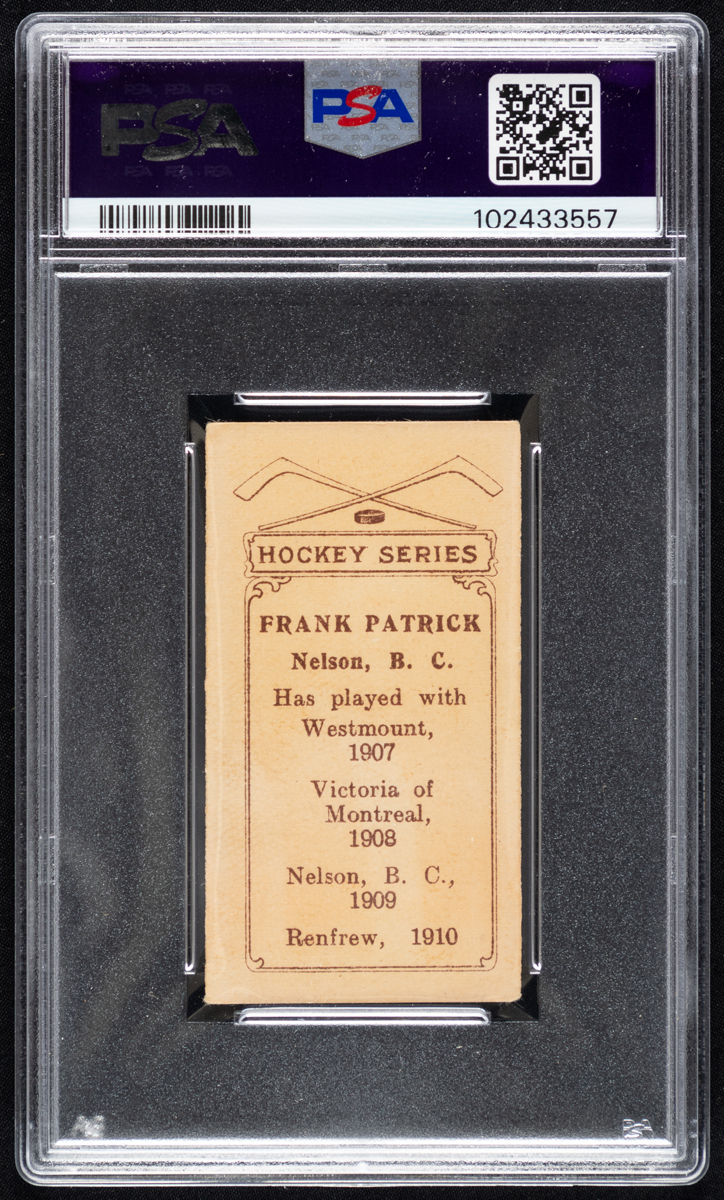 PSA
PSA
102433557
HOCKEY SERIES
FRANK PATRICK
Nelson, B. C.
Has played with
Westmount,
1907
Victoria of
Montreal,
1908
Nelson, B. C.,
1909
Renfrew, 1910
PSA